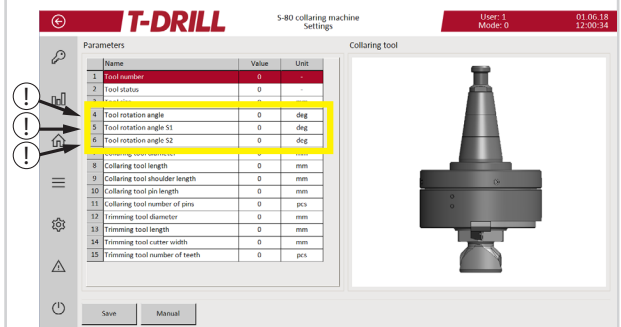 T-DRILL
S-80 collaring machine
Settings
User: 1
Mode: 0
01.06.18
12:00:34
Parameters
Collaring tool
Name Value Unit
1 Tool number 0 -
2 Tool status 0 -
4 Tool rotation angle 0 deg
5 Tool rotation angle S1 0 deg
6 Tool rotation angle S2 0 deg
8 Collaring tool length 0 mm
9 Collaring tool shoulder length 0 mm
10 Collaring tool pin length 0 mm
11 Collaring tool number of pins 0 pcs
12 Trimming tool diameter 0 mm
13 Trimming tool length 0 mm
14 Trimming tool cutter width 0 mm
15 Trimming tool number of teeth 0 pcs
!
!
!
Save Manual